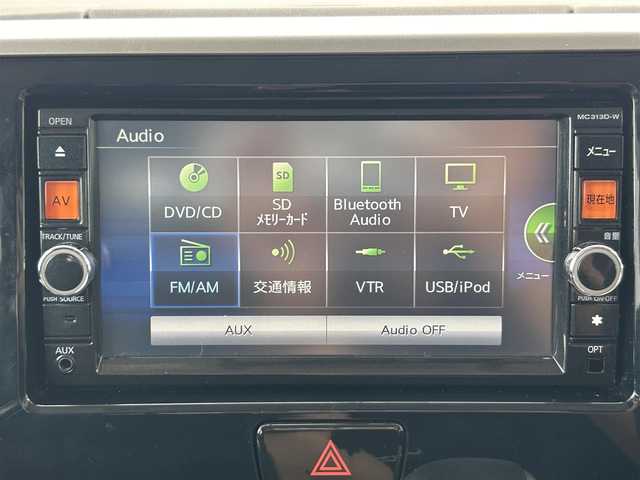 OPEN
MC313D-W
Audio
メニュー
AV
現在地
DVD/CD
SD
SD
メモリーカード
Bluetooth
Audio
TV
TRACK/TUNE
音量
FM/AM
交通情報
VTR
USB/iPod
メニュー
PUSH SOURCE
PUSH ON/OFF
AUX
Audio OFF
AUX
OPT